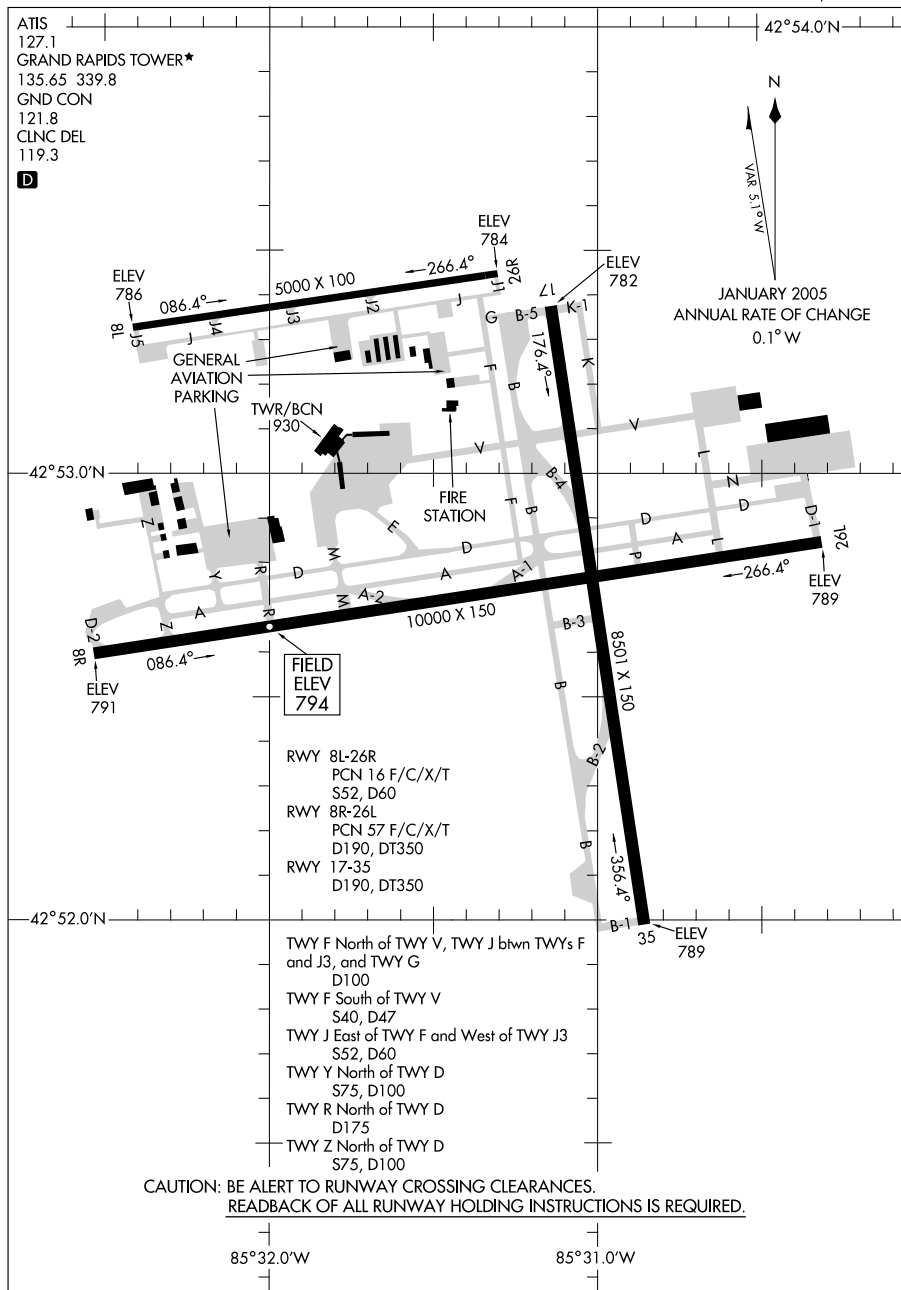 ATIS
127.1
GRAND RAPIDS TOWER★
135.65 339.8
GND CON
121.8
CLNC DEL
119.3
D
42°54.0'N
N
VAR 5.1°W
JANUARY 2005
ANNUAL RATE OF CHANGE
0.1° W
ELEV
784
ELEV
782
ELEV
786
086.4°
5000 X 100
266.4°
26R
8L
J5
J4
J
J3
J2
J
J1
17
G
B-5
K-1
176.4°
K
F
B
GENERAL
AVIATION
PARKING
TWR/BCN
930
V
V
FIRE
STATION
42°53.0'N
B-4
L
N
F
B
Z
E
D
D
D
D-1
26L
M
A
P
L
266.4°
ELEV
789
Y
R
D
A-1
A
A-2
M
A
R
Z
D-2
8R
086.4°
10000 X 150
ELEV
791
FIELD
ELEV
794
B-3
B
8501 X 150
B-2
B
356.4°
B-1
35
ELEV
789
RWY 8L-26R
PCN 16 F/C/X/T
S52, D60
RWY 8R-26L
PCN 57 F/C/X/T
D190, DT350
RWY 17-35
D190, DT350
42°52.0'N
TWY F North of TWY V, TWY J btwn TWYs F
and J3, and TWY G
D100
TWY F South of TWY V
S40, D47
TWY J East of TWY F and West of TWY J3
S52, D60
TWY Y North of TWY D
S75, D100
TWY R North of TWY D
D175
TWY Z North of TWY D
S75, D100
CAUTION: BE ALERT TO RUNWAY CROSSING CLEARANCES.
READBACK OF ALL RUNWAY HOLDING INSTRUCTIONS IS REQUIRED.
85°32.0'W
85°31.0'W